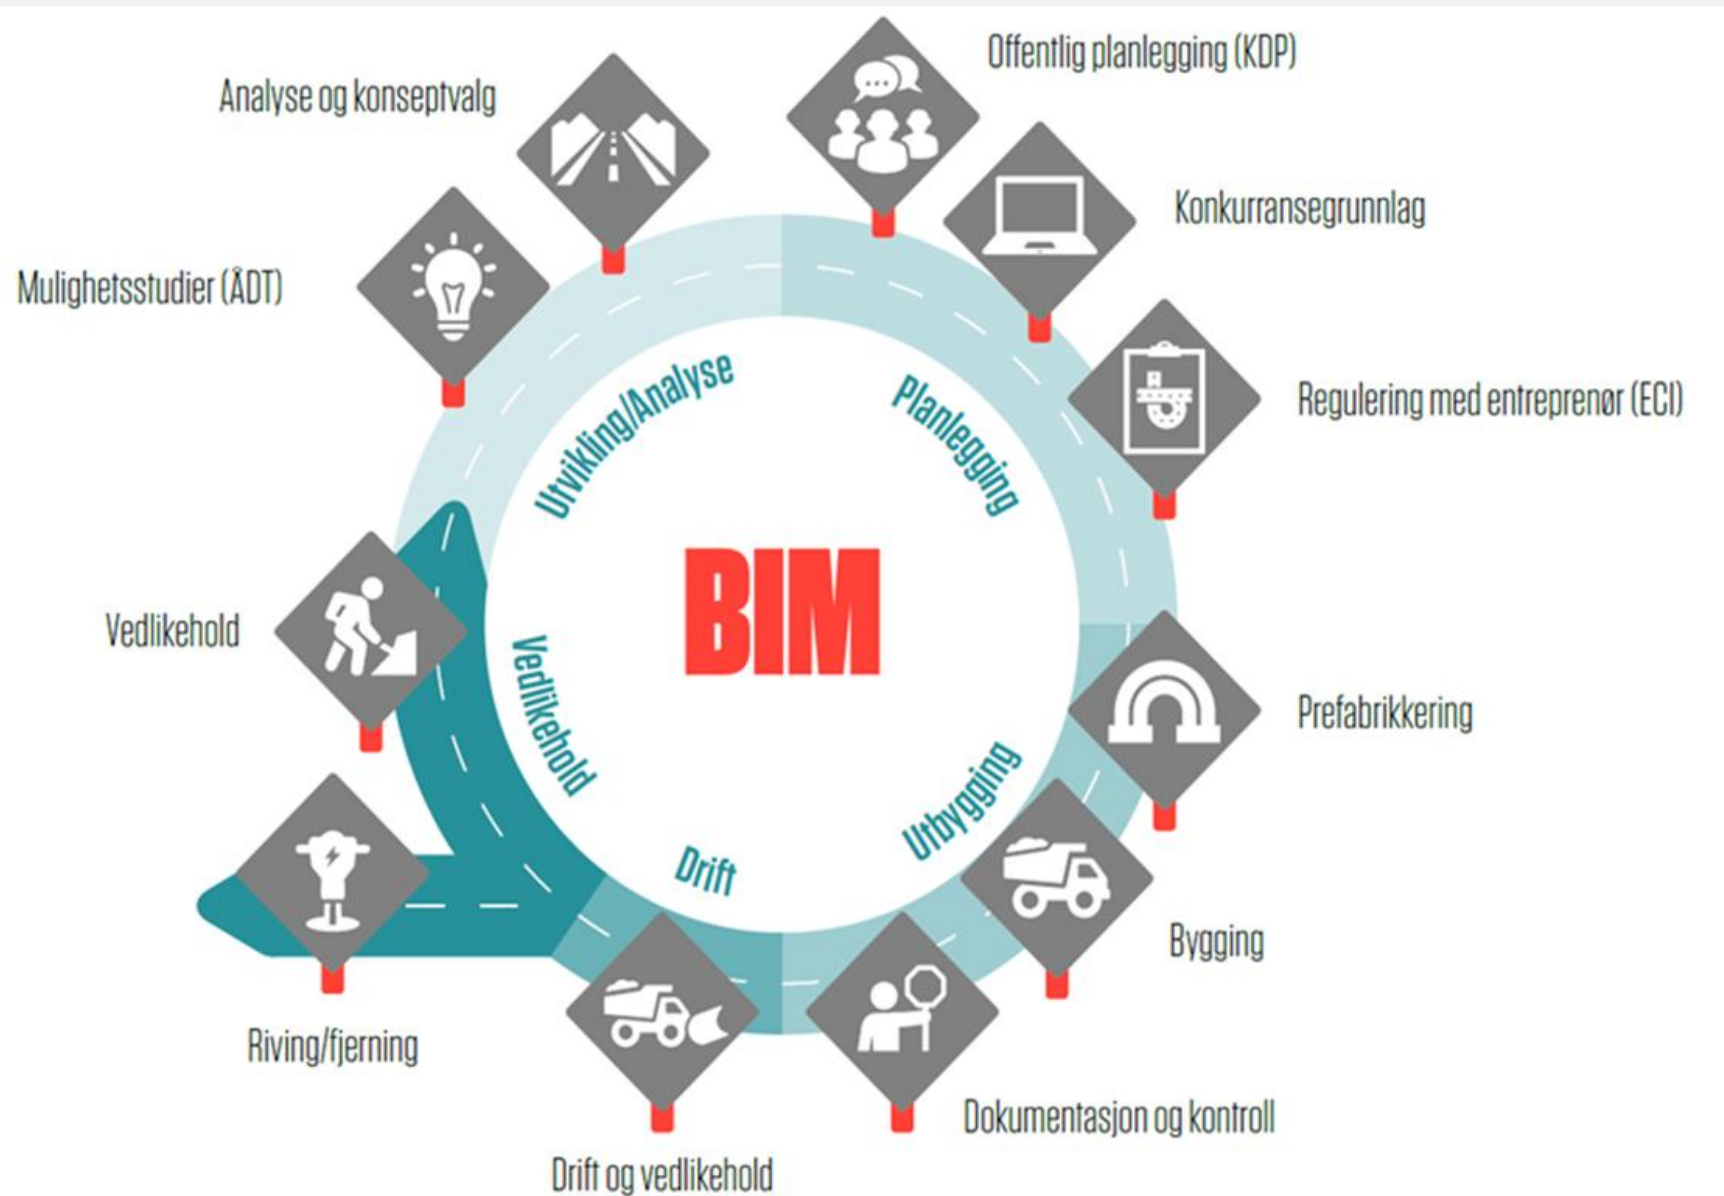 Offentlig planlegging (KDP)
Analyse og konseptvalg
Konkurransegrunnlag
Mulighetsstudier (ÅDT)
Regulering med entreprenør (ECI)
Utvikling/Analyse
Planlegging
BIM
Vedlikehold
Vedlikehold
Prefabrikkering
Utbygging
Drift
Bygging
Riving/fjerning
Dokumentasjon og kontroll
Drift og vedlikehold